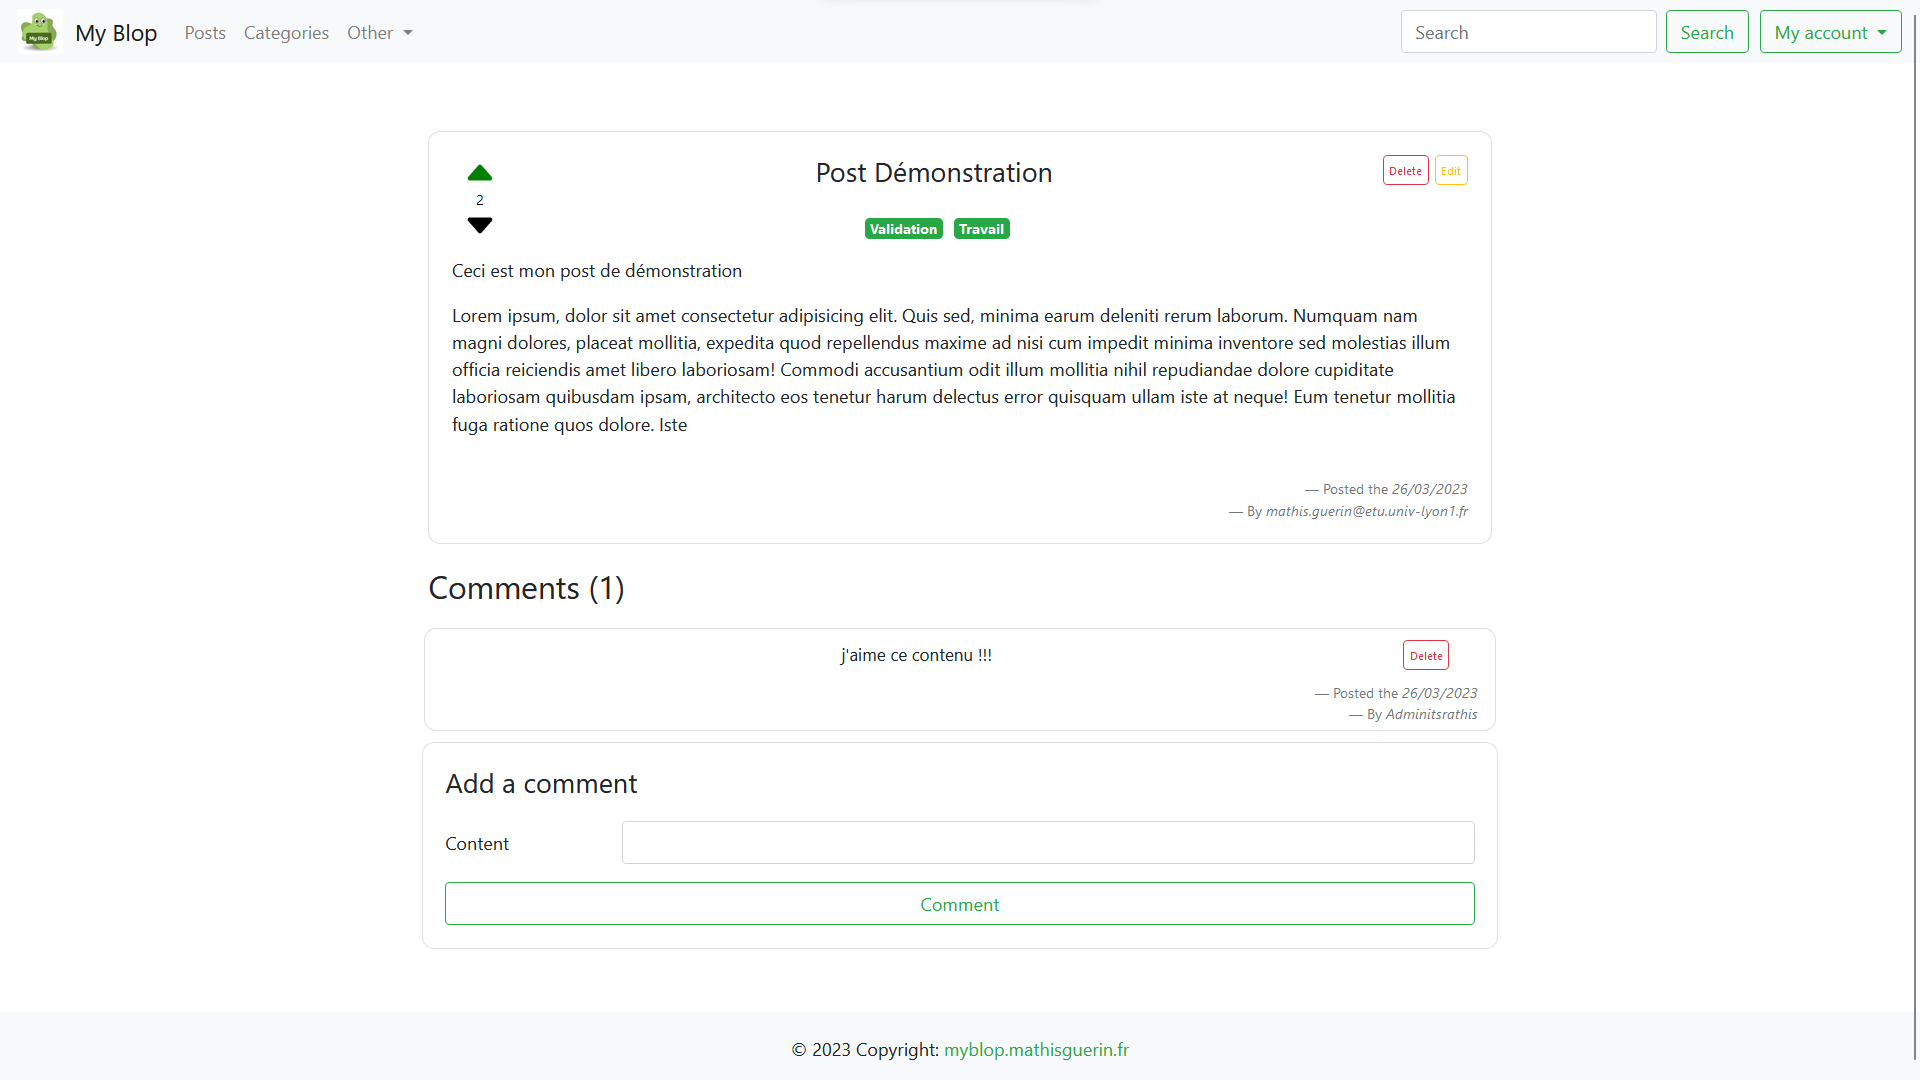 My Blop
My Blop
Posts
Categories
Other
Search
Search
My account
2
Post Démonstration
Delete
Edit
Validation
Travail
Ceci est mon post de démonstration
Lorem ipsum, dolor sit amet consectetur adipisicing elit. Quis sed, minima earum deleniti rerum laborum. Numquam nam
magni dolores, placeat mollitia, expedita quod repellendus maxime ad nisi cum impedit minima inventore sed molestias illum
officia reiciendis amet libero laboriosam! Commodi accusantium odit illum mollitia nihil repudiandae dolore cupiditate
laboriosam quibusdam ipsam, architecto eos tenetur harum delectus error quisquam ullam iste at neque! Eum tenetur mollitia
fuga ratione quos dolore. Iste
— Posted the 26/03/2023
— By mathis.guerin@etu.univ-lyon1.fr
Comments (1)
j'aime ce contenu !!!
Delete
— Posted the 26/03/2023
— By Adminitsrathis
Add a comment
Content
Comment
© 2023 Copyright: myblop.mathisguerin.fr